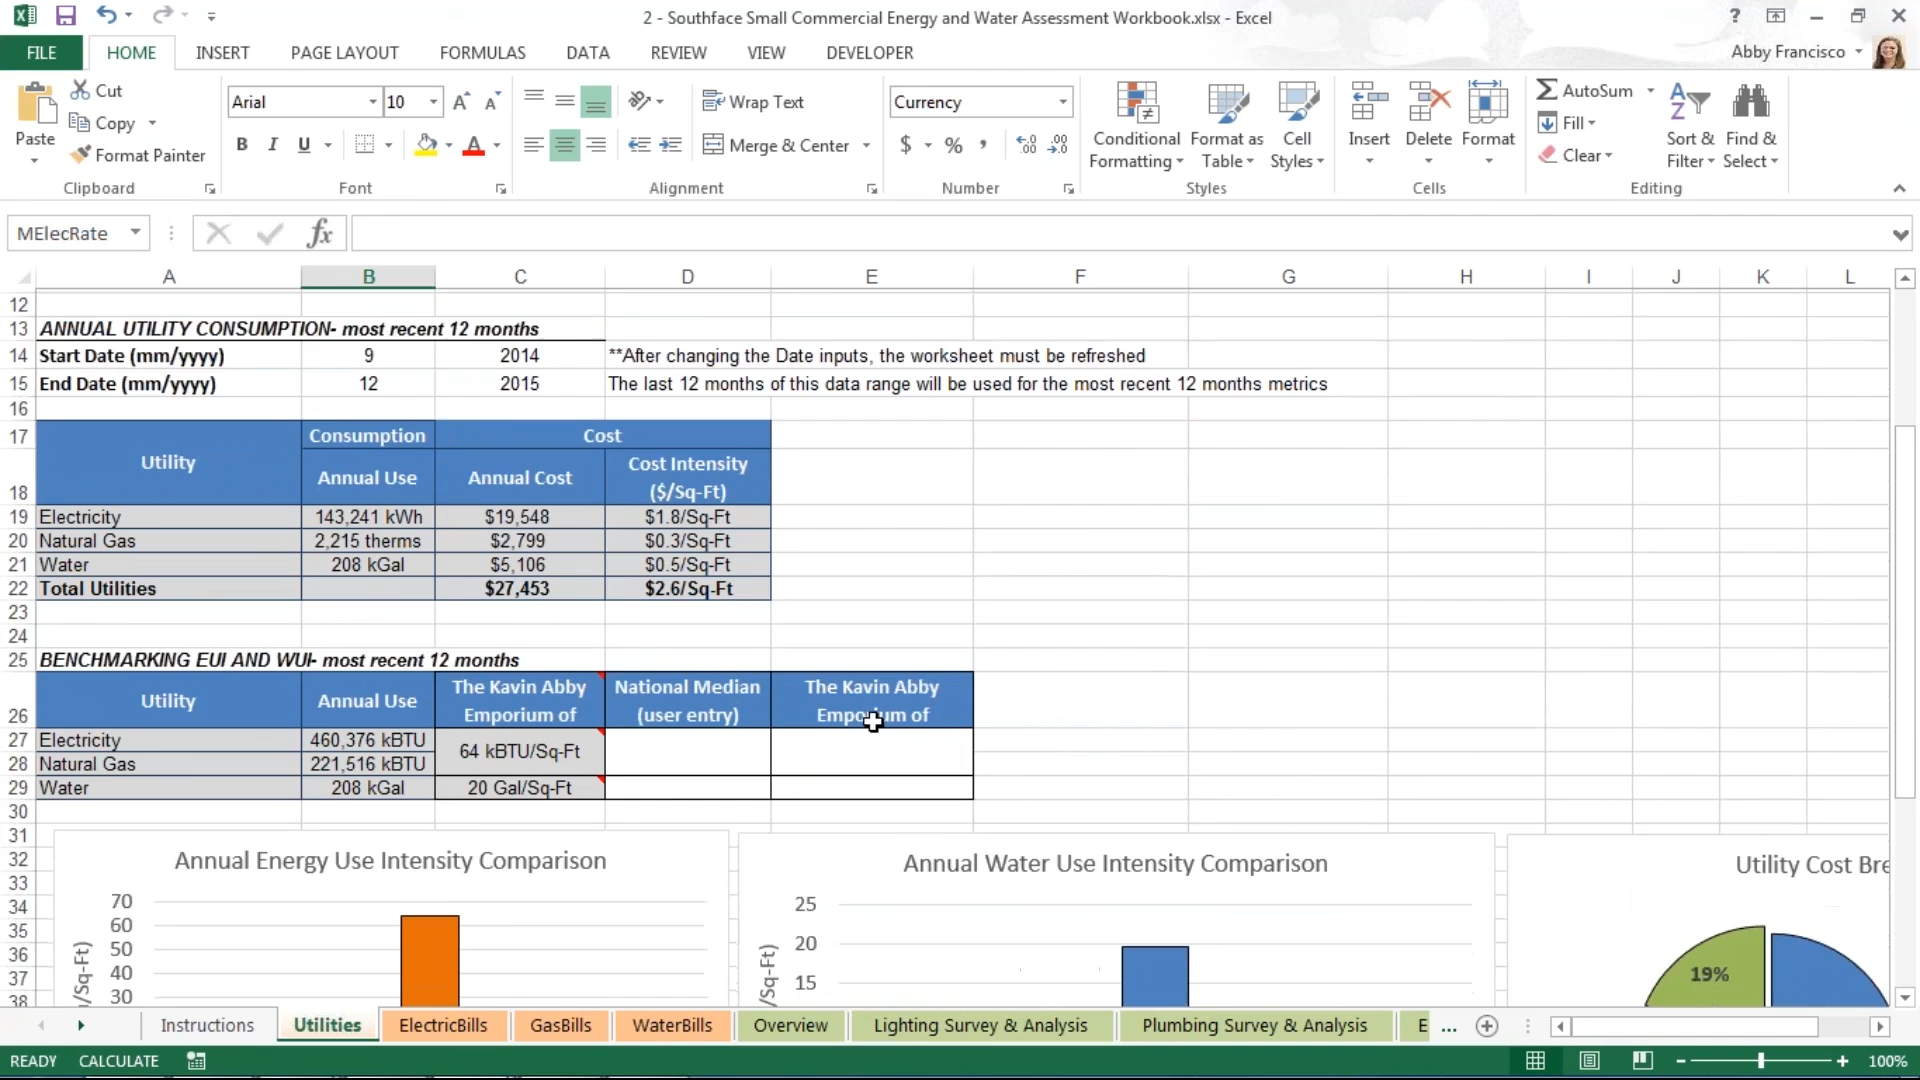 2 - Southface Small Commercial Energy and Water Assessment Workbook.xlsx - Excel
?
FILE HOME INSERT PAGE LAYOUT FORMULAS DATA REVIEW VIEW DEVELOPER Abby Francisco
Paste
Cut
Copy
Format Painter
Clipboard
Arial 10
B I U
Font
Wrap Text
Merge & Center
Alignment
Currency
$ % ,
Number
Conditional Formatting
Format as Table
Cell Styles
Styles
Insert Delete Format
Cells
AutoSum
Fill
Clear
Sort & Filter
Find & Select
Editing
MElecRate
fx
A B C D E F G H I J K L
12
13 ANNUAL UTILITY CONSUMPTION- most recent 12 months
14 Start Date (mm/yyyy) 9 2014 **After changing the Date inputs, the worksheet must be refreshed
15 End Date (mm/yyyy) 12 2015 The last 12 months of this data range will be used for the most recent 12 months metrics
16
17 Utility Consumption Cost
18 Annual Use Annual Cost Cost Intensity ($/Sq-Ft)
19 Electricity 143,241 kWh $19,548 $1.8/Sq-Ft
20 Natural Gas 2,215 therms $2,799 $0.3/Sq-Ft
21 Water 208 kGal $5,106 $0.5/Sq-Ft
22 Total Utilities $27,453 $2.6/Sq-Ft
23
24
25 BENCHMARKING EUI AND WUI- most recent 12 months
26 Utility Annual Use The Kavin Abby Emporium of National Median (user entry) The Kavin Abby Emporium of
27 Electricity 460,376 kBTU 64 kBTU/Sq-Ft
28 Natural Gas 221,516 kBTU
29 Water 208 kGal 20 Gal/Sq-Ft
30
31
32
33
34
35
36
37
38
Annual Energy Use Intensity Comparison
70
60
50
40
30
/Sq-Ft)
Annual Water Use Intensity Comparison
25
20
15
/Sq-Ft)
Utility Cost Bre
19%
Instructions Utilities ElectricBills GasBills WaterBills Overview Lighting Survey & Analysis Plumbing Survey & Analysis E ...
READY CALCULATE 100%